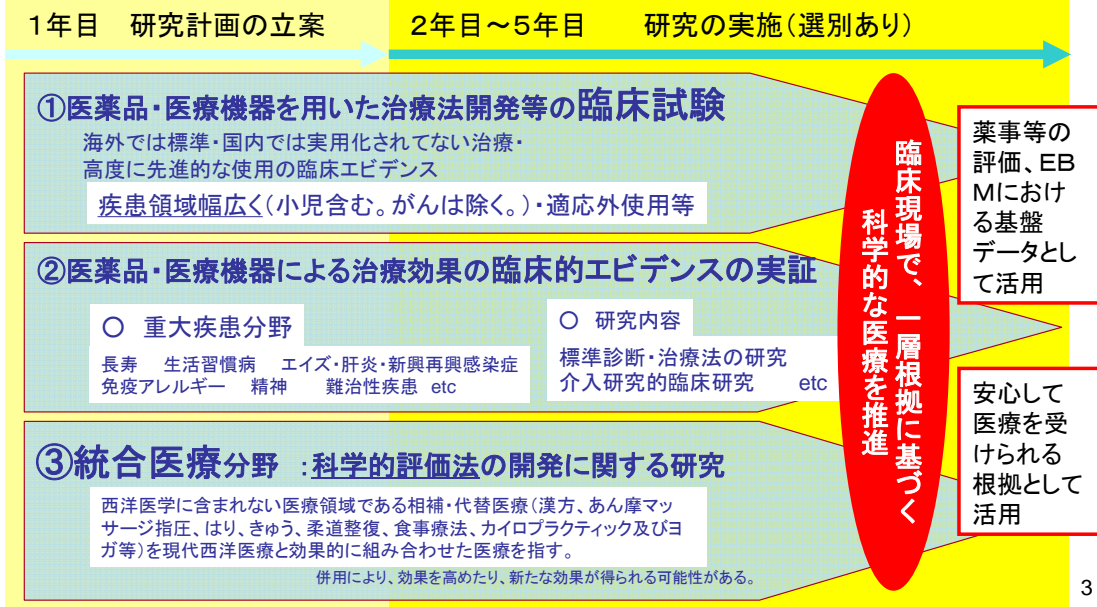 1年目　研究計画の立案
2年目～5年目　　研究の実施(選別あり)
①医薬品・医療機器を用いた治療法開発等の臨床試験
海外では標準・国内では実用化されてない治療・
高度に先進的な使用の臨床エビデンス
疾患領域幅広く(小児含む。がんは除く。)・適応外使用等
②医薬品・医療機器による治療効果の臨床的エビデンスの実証
○　重大疾患分野
長寿　生活習慣病　エイズ・肝炎・新興再興感染症
免疫アレルギー　精神　　難治性疾患 etc
○　研究内容
標準診断・治療法の研究
介入研究的臨床研究　　etc
③統合医療分野　:科学的評価法の開発に関する研究
西洋医学に含まれない医療領域である相補・代替医療(漢方、あん摩マッ
サージ指圧、はり、きゅう、柔道整復、食事療法、カイロプラクティック及びヨ
ガ等)を現代西洋医療と効果的に組み合わせた医療を指す。
併用により、効果を高めたり、新たな効果が得られる可能性がある。
臨床現場で、一層根拠に基づく
科学的な医療を推進
薬事等の
評価、EB
Mにおけ
る基盤
データとし
て活用
安心して
医療を受
けられる
根拠として
活用
3